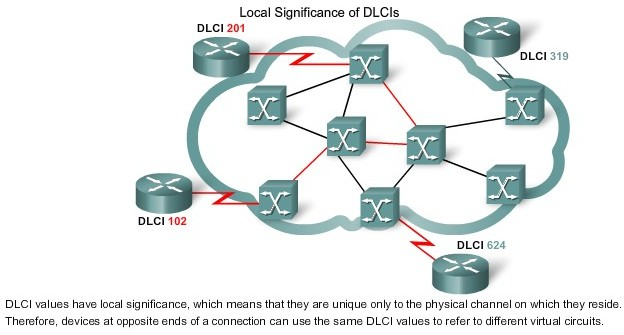 Local Significance of DLCIs
DLCI 201
DLCI 319
DLCI 102
DLCI 624
DLCI values have local significance, which means that they are unique only to the physical channel on which they reside.
Therefore, devices at opposite ends of a connection can use the same DLCI values to refer to different virtual circuits.